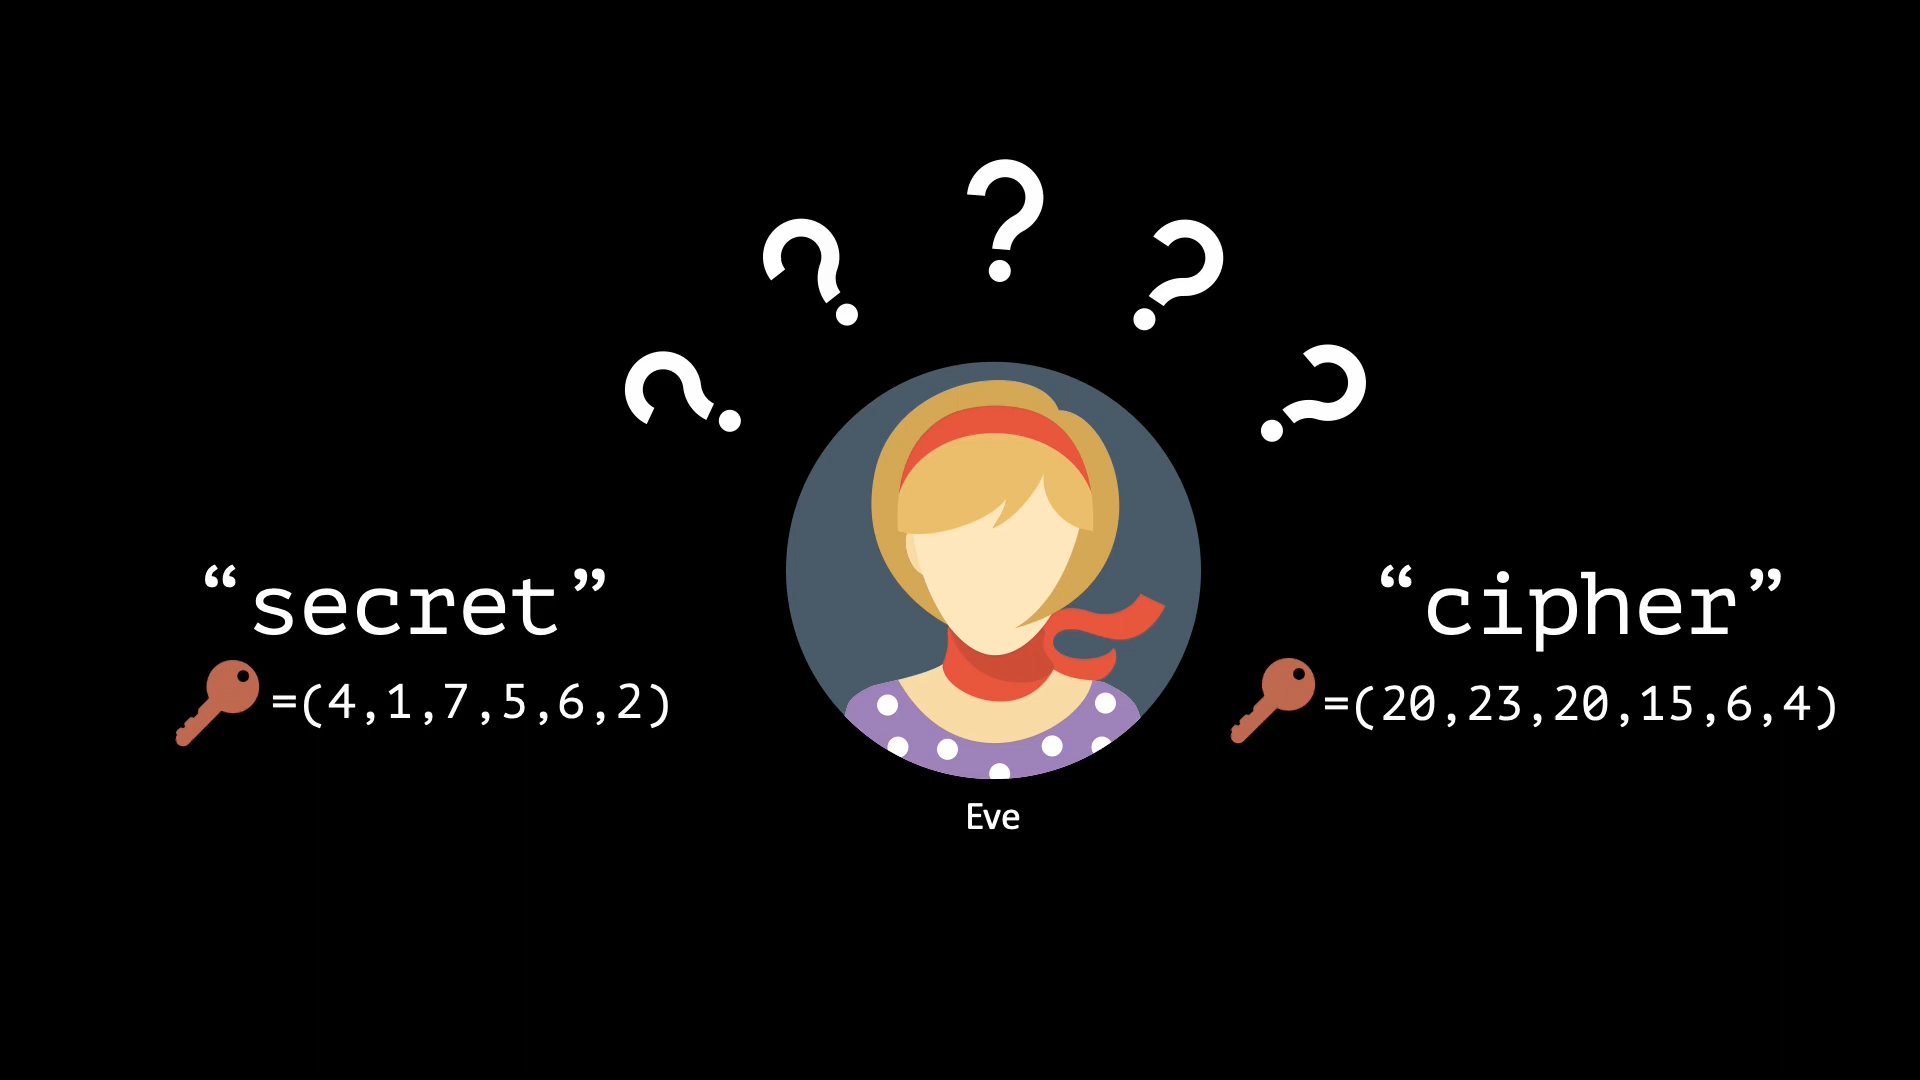 ?
?
?
?
?
“secret”
=(4,1,7,5,6,2)
“cipher”
=(20,23,20,15,6,4)
Eve